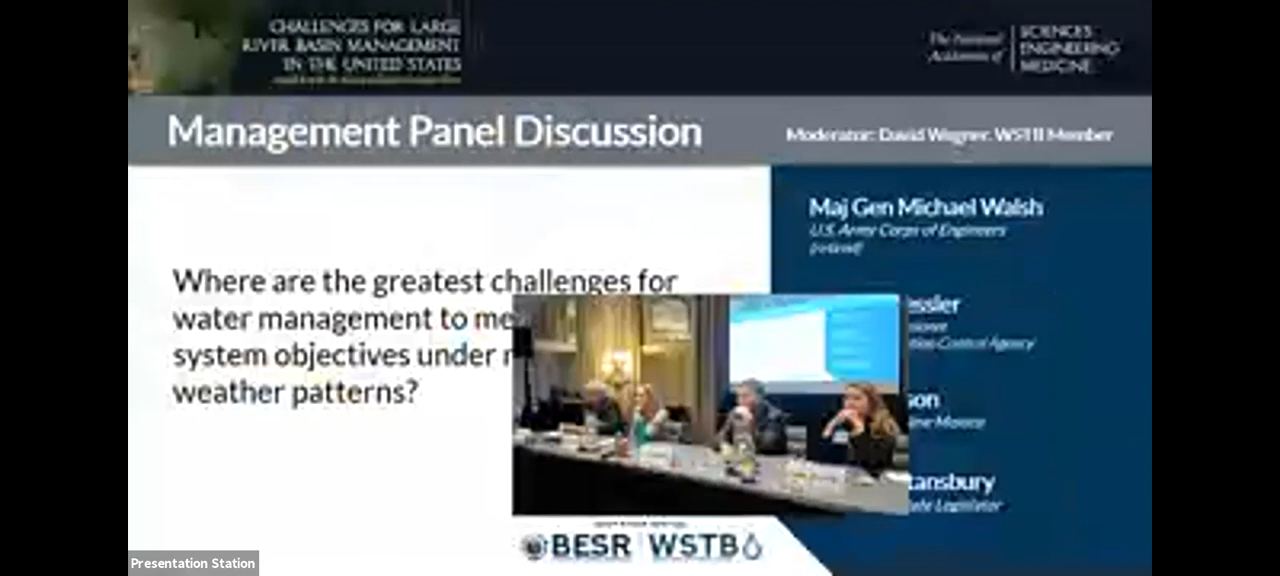 CHALLENGES FOR LARGE
RIVER BASIN MANAGEMENT
IN THE UNITED STATES
The National
Academies of
SCIENCES
ENGINEERING
MEDICINE
Management Panel Discussion
Moderator: David Wegner, WSTB Member
Maj Gen Michael Walsh
U.S. Army Corps of Engineers
(retired)
Where are the greatest challenges for
water management to me
system objectives under
weather patterns?
essler
sioner
tion Control Agency
son
tansbury
ate Legislator
BESR WSTB
Presentation Station